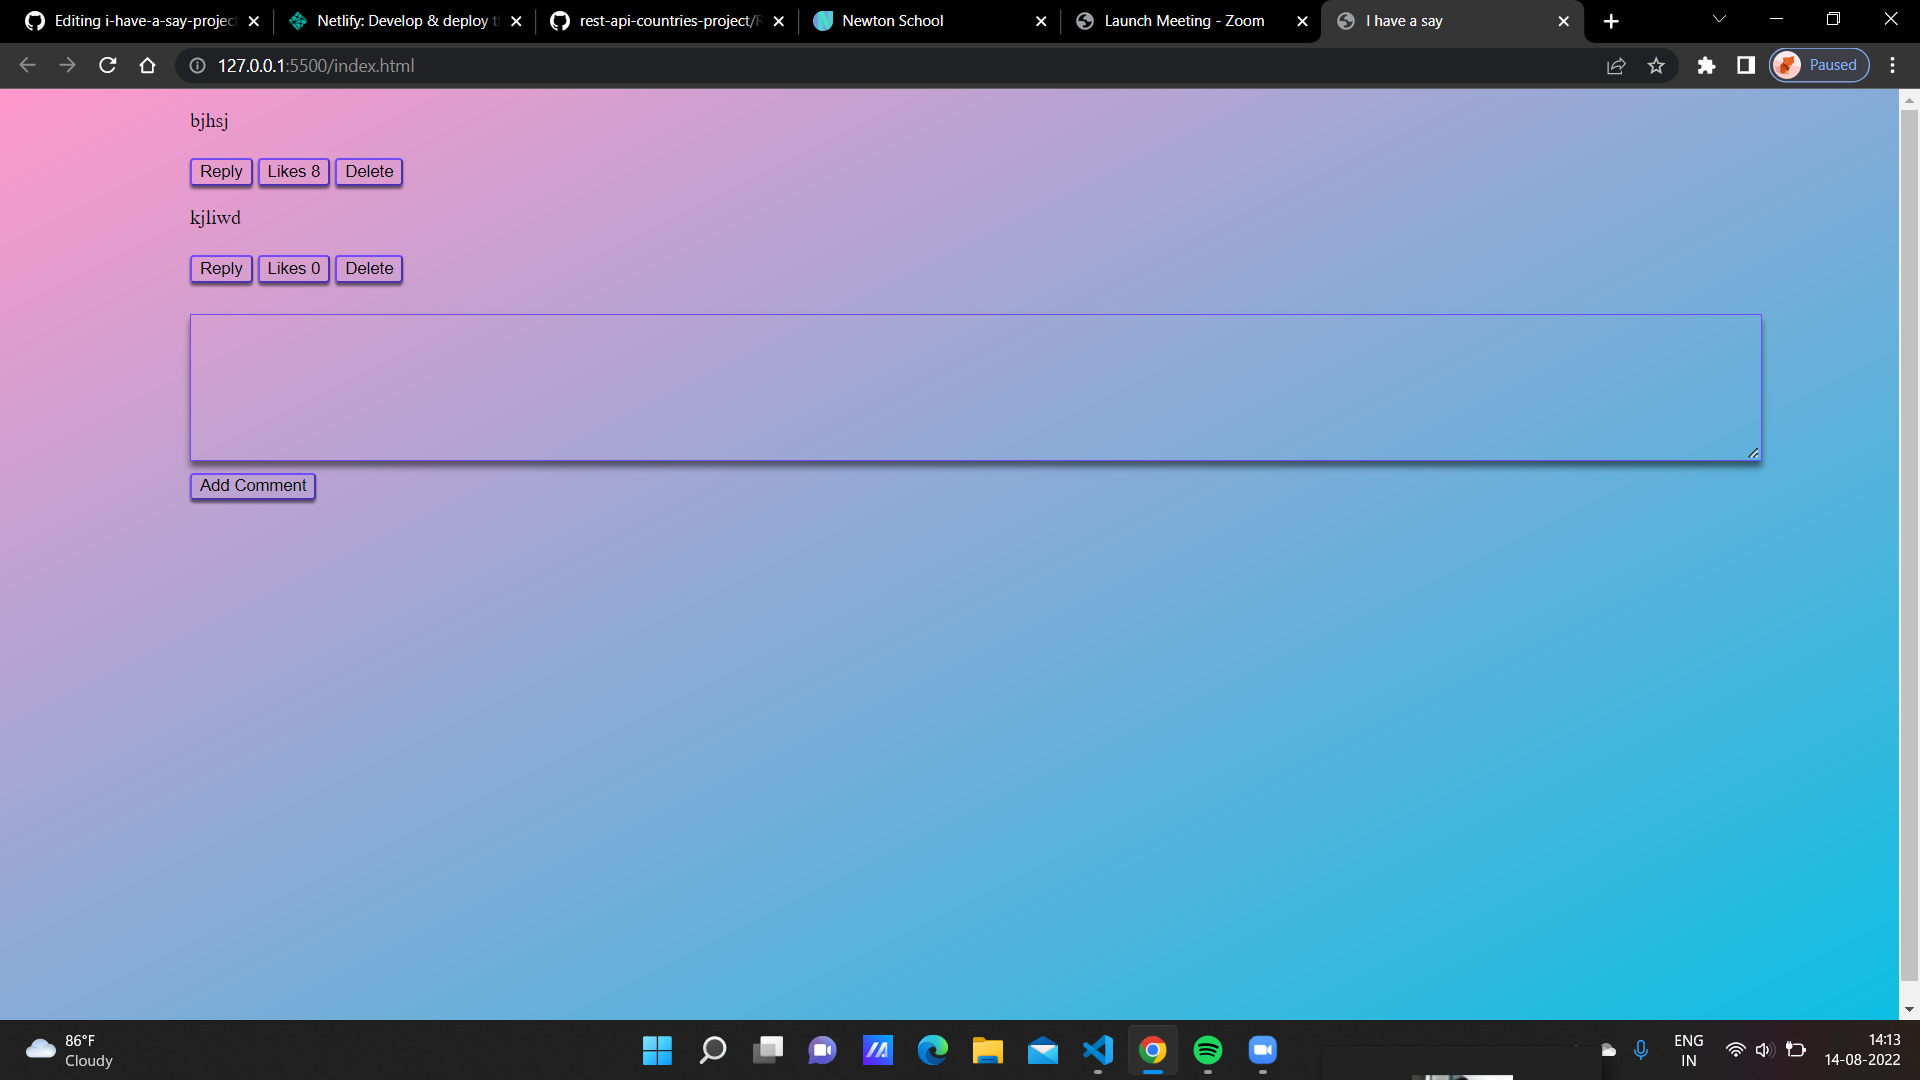 Editing i-have-a-say-projec
Netlify: Develop & deploy t
rest-api-countries-project/
Newton School
Launch Meeting - Zoom
I have a say
127.0.0.1:5500/index.html
Paused
bjhsj
Reply Likes 8 Delete
kjliwd
Reply Likes 0 Delete
Add Comment
86°F
Cloudy
ENG
IN
14:13
14-08-2022